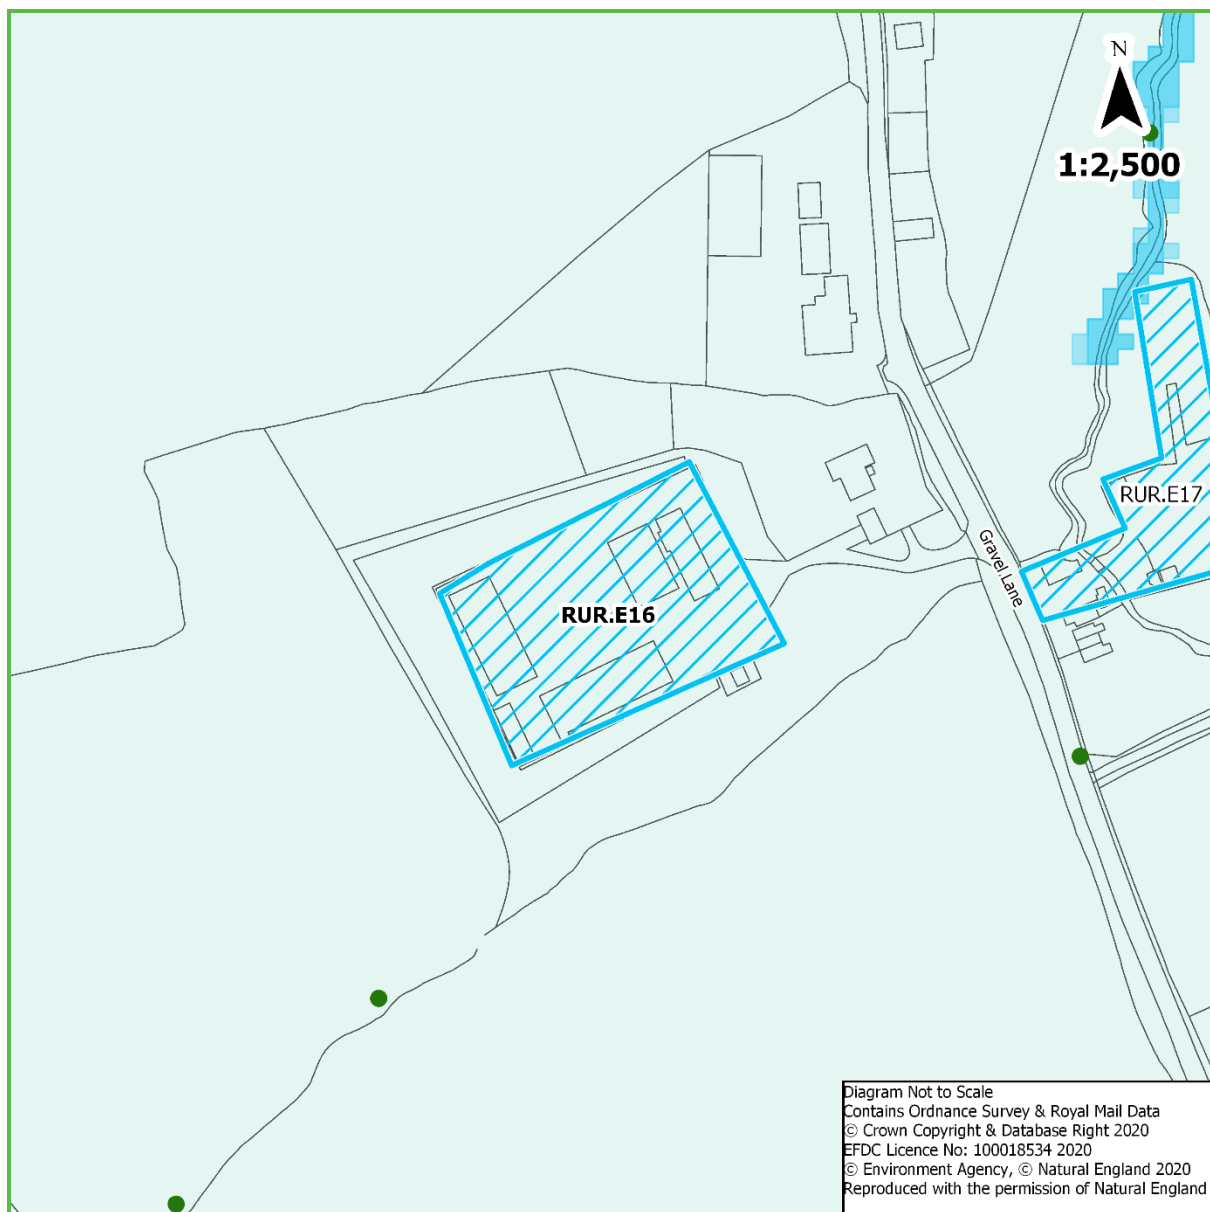 N
1:2,500
RUR.E17
Gravel Lane
RUR.E16
Diagram Not to Scale
Contains Ordnance Survey & Royal Mail Data
© Crown Copyright & Database Right 2020
EFDC Licence No: 100018534 2020
© Environment Agency, © Natural England 2020
Reproduced with the permission of Natural England